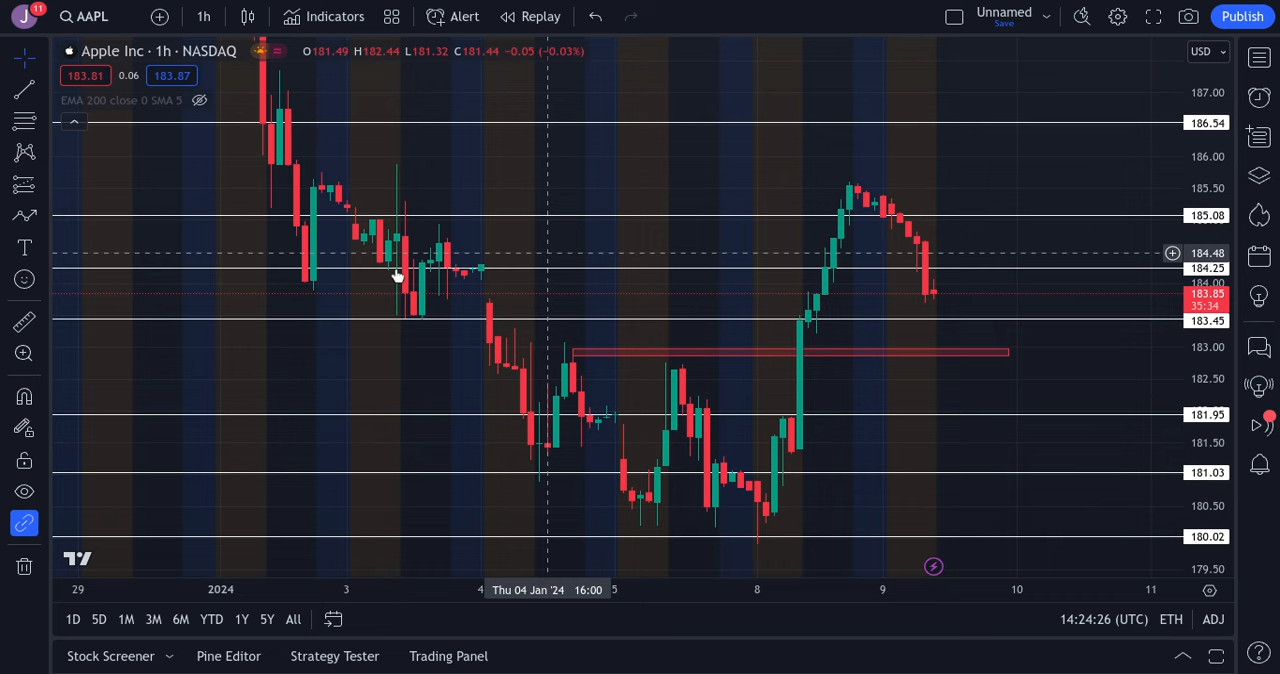 J 11 AAPL 1h Indicators Alert Replay Unnamed Publish
Save
Apple Inc · 1h · NASDAQ O181.49 H182.44 L181.32 C181.44 −0.05 (−0.03%) USD
183.81 0.06 183.87
EMA 200 close 0 SMA 5
187.00
186.54
186.00
185.50
185.08
184.48
184.25
184.00
183.85
35:34
183.45
183.00
182.50
181.95
181.50
181.03
180.50
180.02
179.50
29 2024 3 4 Thu 04 Jan '24 16:00 5 8 9 10 11
1D 5D 1M 3M 6M YTD 1Y 5Y All 14:24:26 (UTC) ETH ADJ
Stock Screener Pine Editor Strategy Tester Trading Panel